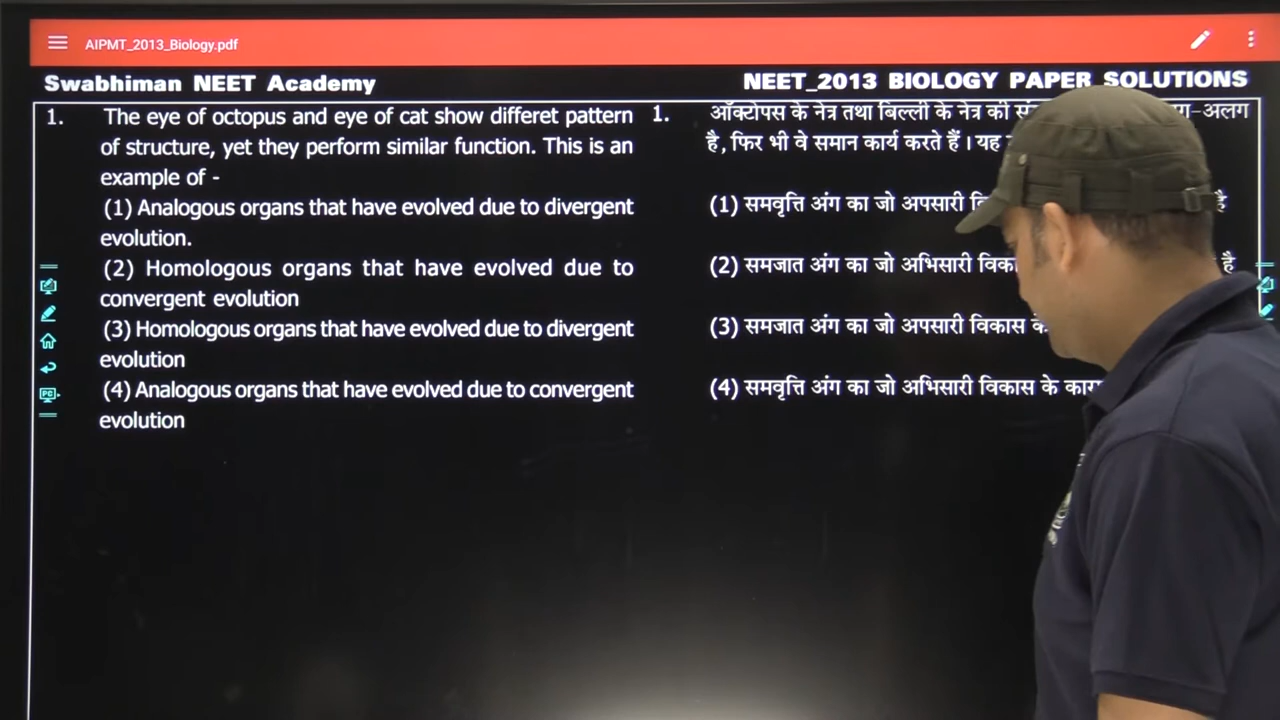 AIPMT_2013_Biology.pdf
Swabhiman NEET Academy
NEET_2013 BIOLOGY PAPER SOLUTIONS
1. The eye of octopus and eye of cat show differet pattern
of structure, yet they perform similar function. This is an
example of -
(1) Analogous organs that have evolved due to divergent
evolution.
(2) Homologous organs that have evolved due to
convergent evolution
(3) Homologous organs that have evolved due to divergent
evolution
(4) Analogous organs that have evolved due to convergent
evolution
1. ऑक्टोपस के नेत्र तथा बिल्ली के नेत्र की
है, फिर भी वे समान कार्य करते हैं। यह
(1) समवृत्ति अंग का जो अपसारी है
(2) समजात अंग का जो अभिसारी है
(3) समजात अंग का जो अपसारी विकास
(4) समवृत्ति अंग का जो अभिसारी विकास के
PC